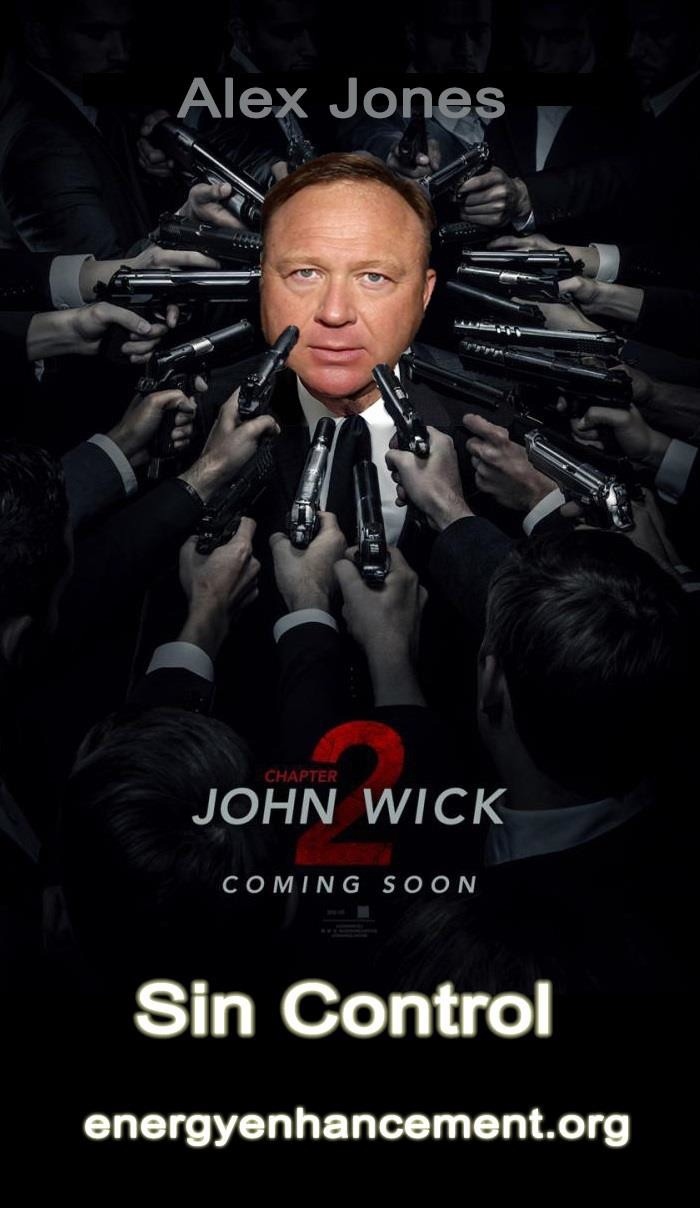 Alex Jones
CHAPTER
2
JOHN WICK
COMING SOON
Sin Control
energyenhancement.org